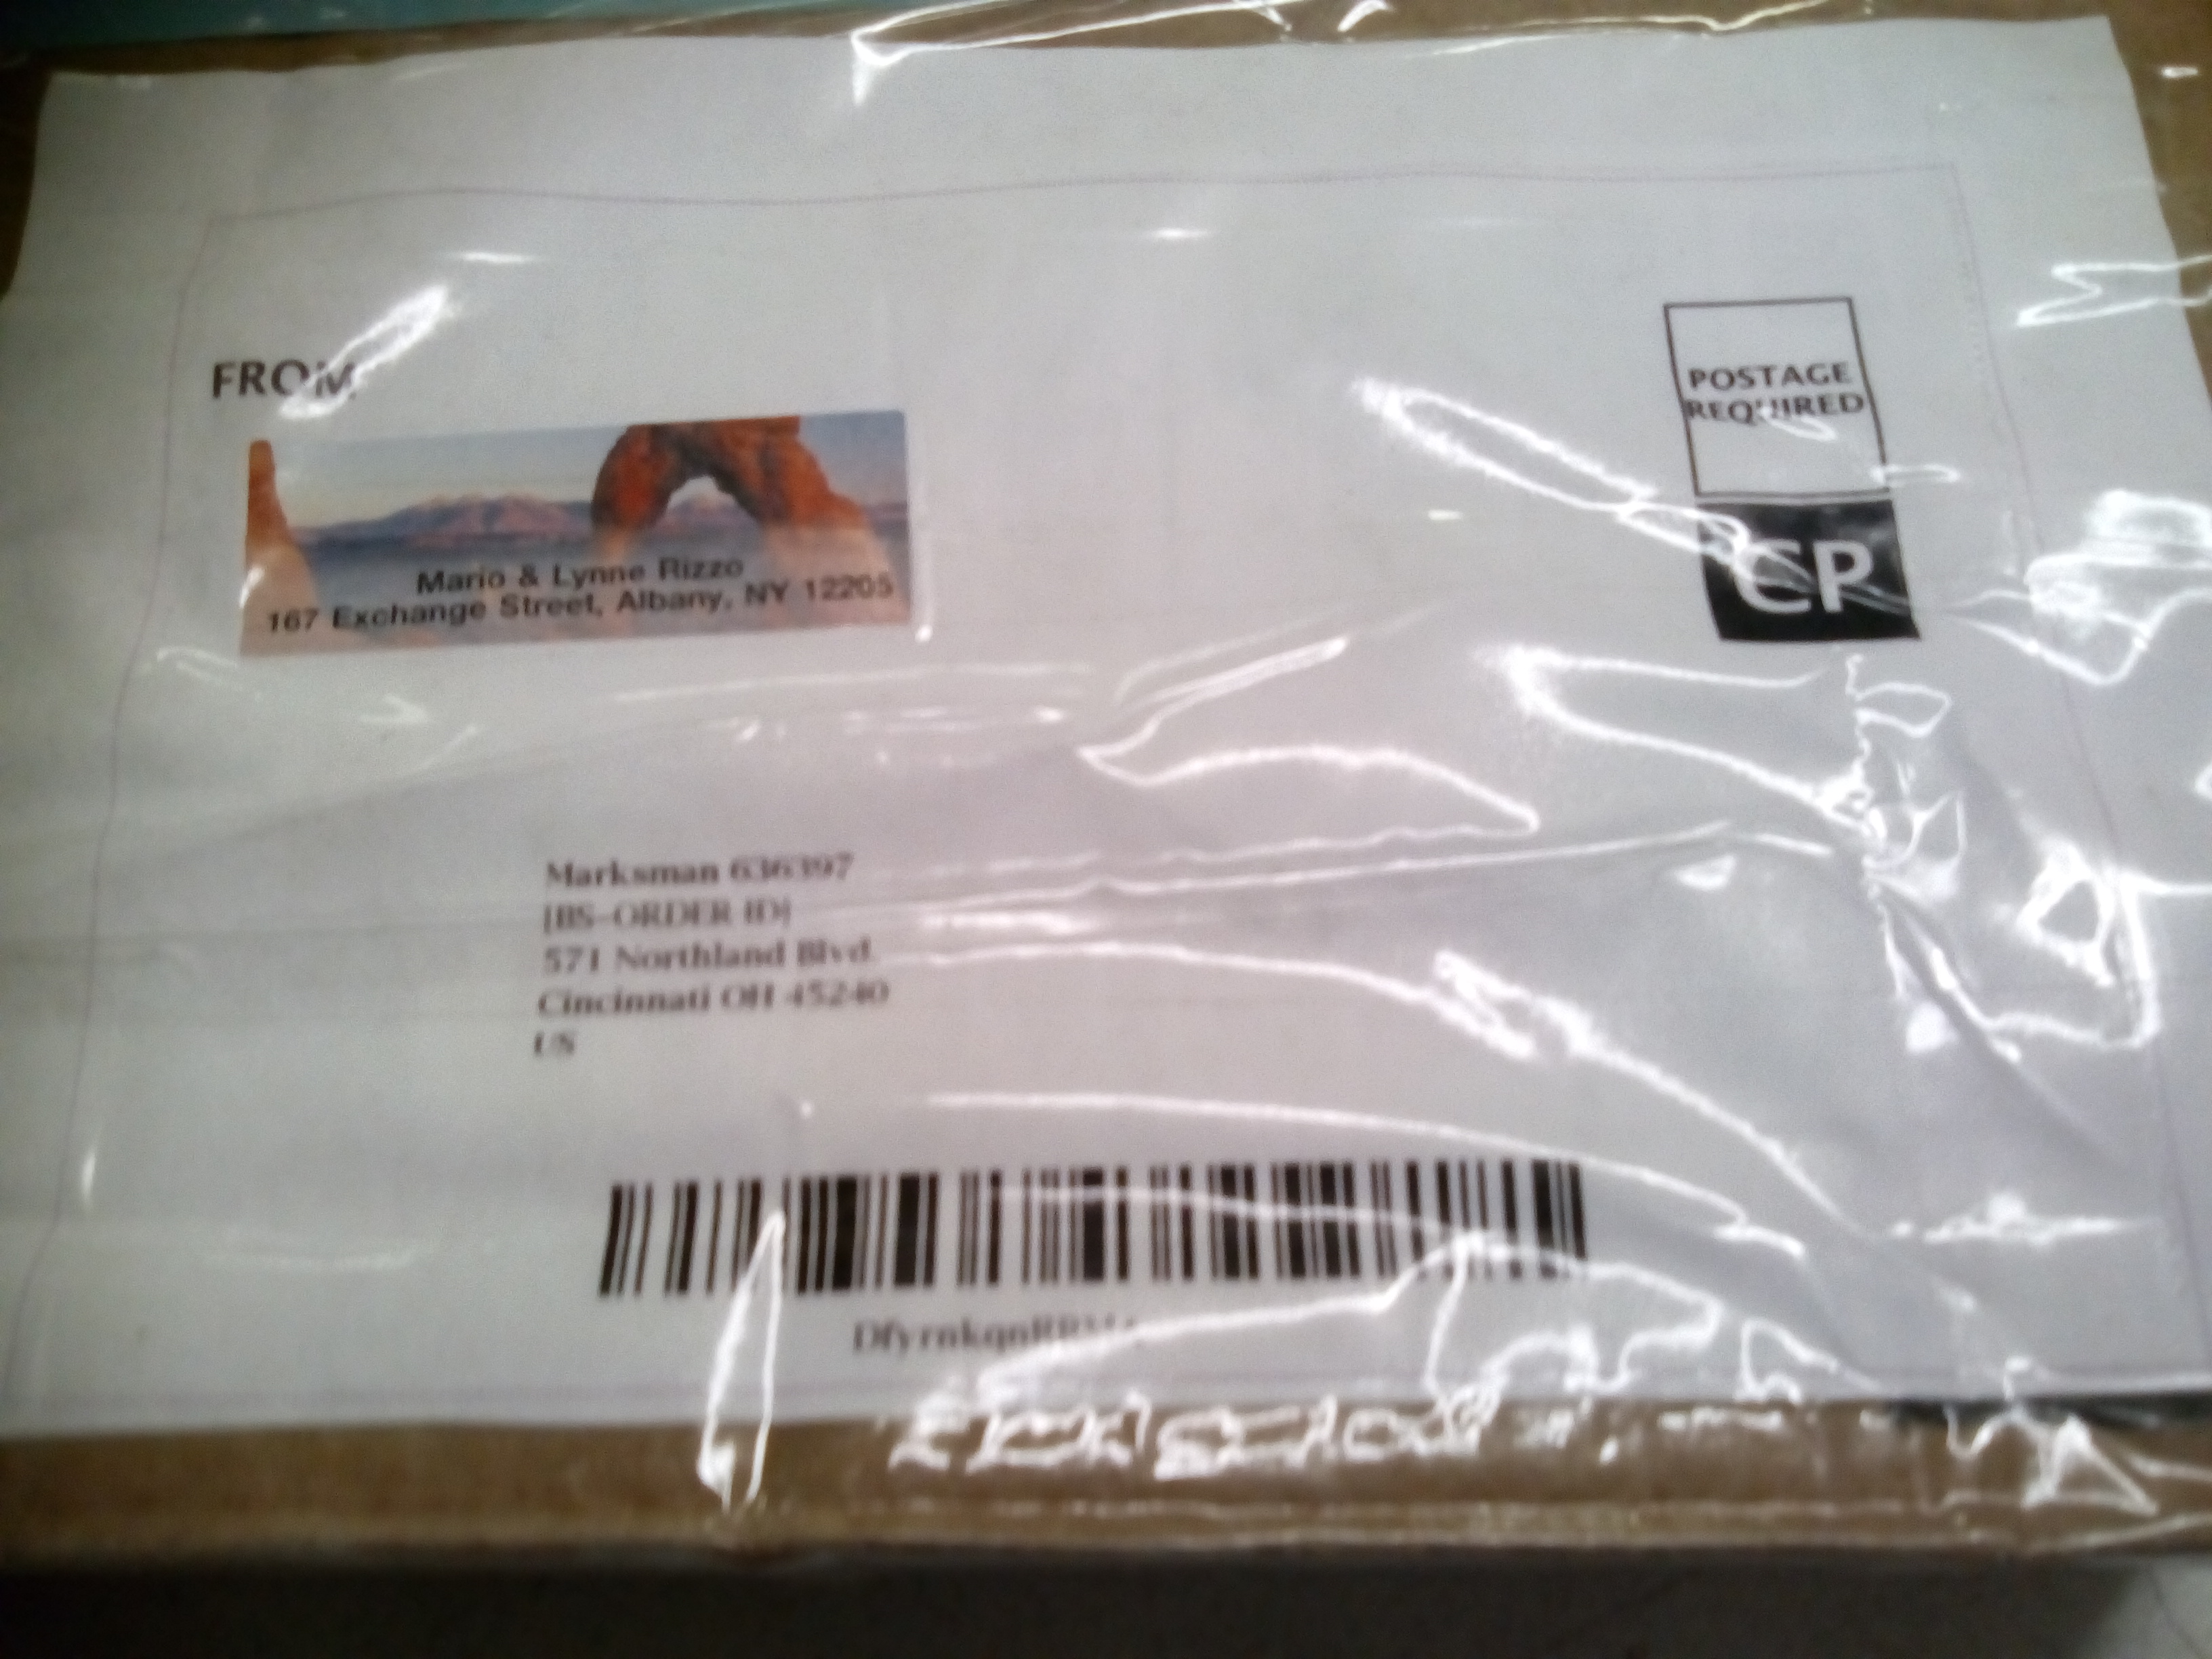 FROM
POSTAGE
REQUIRED
CP
Mario & Lynne Rizzo
167 Exchange Street, Albany, NY 12205
Marksman 636397
[BS-ORDER ID]
571 Northland Blvd.
Cincinnati OH 45240
US